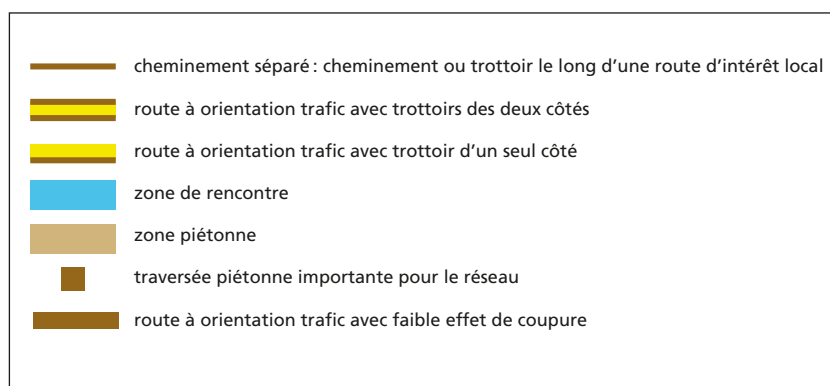 cheminement séparé : cheminement ou trottoir le long d’une route d’intérêt local
route à orientation trafic avec trottoirs des deux côtés
route à orientation trafic avec trottoir d’un seul côté
zone de rencontre
zone piétonne
traversée piétonne importante pour le réseau
route à orientation trafic avec faible effet de coupure